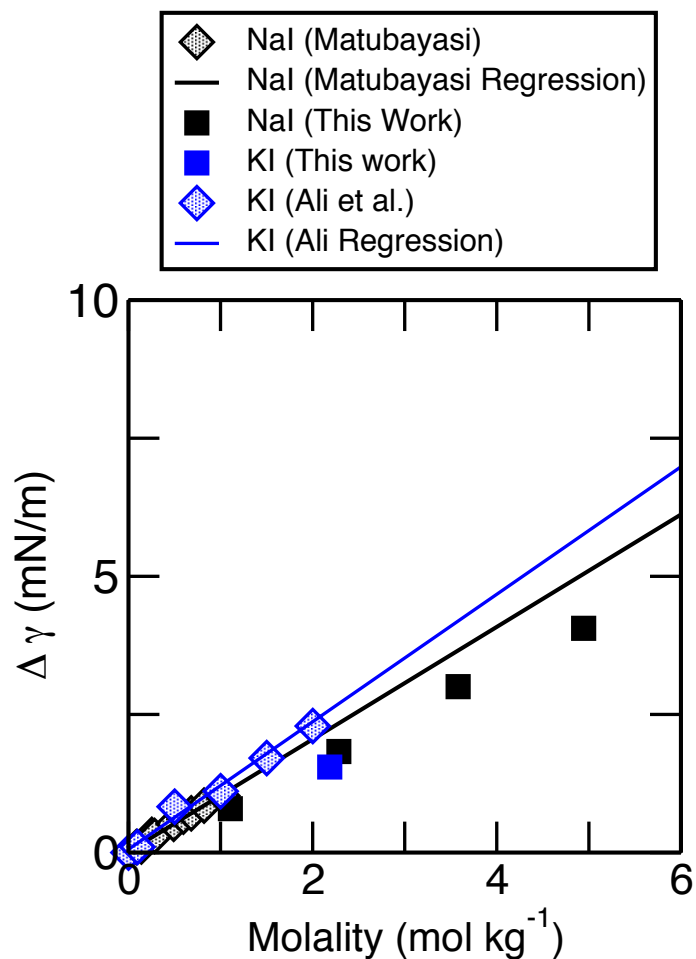 NaI (Matubayasi)
NaI (Matubayasi Regression)
NaI (This Work)
KI (This work)
KI (Ali et al.)
KI (Ali Regression)
10
5
0
Δ γ (mN/m)
0 2 4 6
Molality (mol kg⁻¹)